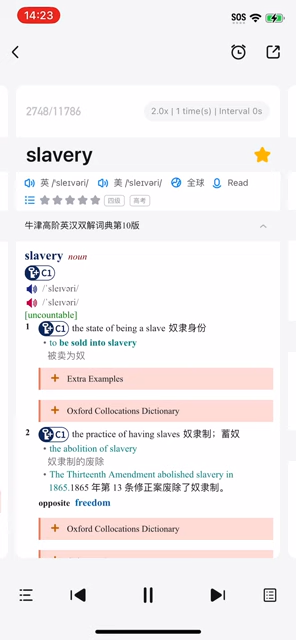 14:23
SOS
2748/11786
2.0x | 1 time(s) | Interval 0s
slavery
英 /ˈsleɪvəri/ 美 /ˈsleɪvəri/ 全球 Read
四级 高考
牛津高阶英汉双解词典第10版
slavery noun
C1
/ˈsleɪvəri/
/ˈsleɪvəri/
[uncountable]
1 C1 the state of being a slave 奴隶身份
• to be sold into slavery
被卖为奴
+ Extra Examples
+ Oxford Collocations Dictionary
2 C1 the practice of having slaves 奴隶制；蓄奴
• the abolition of slavery
奴隶制的废除
• The Thirteenth Amendment abolished slavery in
1865.1865 年第 13 条修正案废除了奴隶制。
opposite freedom
+ Oxford Collocations Dictionary